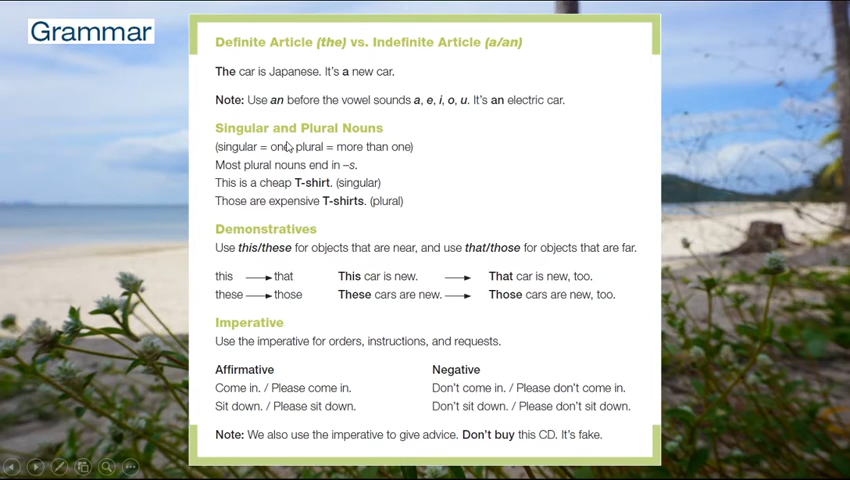 Grammar
Definite Article (the) vs. Indefinite Article (a/an)
The car is Japanese. It's a new car.
Note: Use an before the vowel sounds a, e, i, o, u. It's an electric car.
Singular and Plural Nouns
(singular = one, plural = more than one)
Most plural nouns end in –s.
This is a cheap T-shirt. (singular)
Those are expensive T-shirts. (plural)
Demonstratives
Use this/these for objects that are near, and use that/those for objects that are far.
this → that This car is new. → That car is new, too.
these → those These cars are new. → Those cars are new, too.
Imperative
Use the imperative for orders, instructions, and requests.
Affirmative Negative
Come in. / Please come in. Don't come in. / Please don't come in.
Sit down. / Please sit down. Don't sit down. / Please don't sit down.
Note: We also use the imperative to give advice. Don't buy this CD. It's fake.